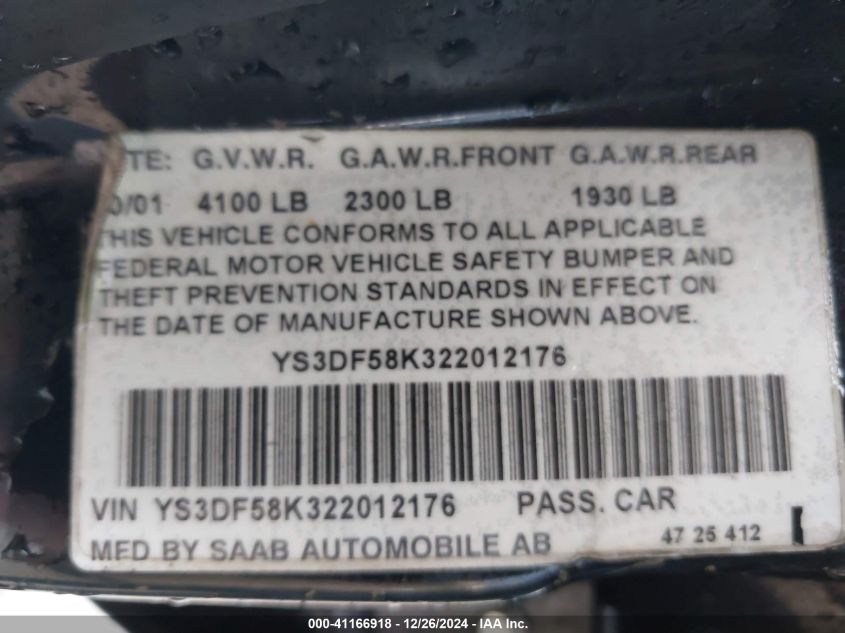 TE: G.V.W.R. G.A.W.R.FRONT G.A.W.R.REAR
0/01 4100 LB 2300 LB 1930 LB
THIS VEHICLE CONFORMS TO ALL APPLICABLE
FEDERAL MOTOR VEHICLE SAFETY BUMPER AND
THEFT PREVENTION STANDARDS IN EFFECT ON
THE DATE OF MANUFACTURE SHOWN ABOVE.
YS3DF58K322012176
VIN YS3DF58K322012176 PASS. CAR
MFD BY SAAB AUTOMOBILE AB 47 25 412
000-41166918 - 12/26/2024 - IAA Inc.